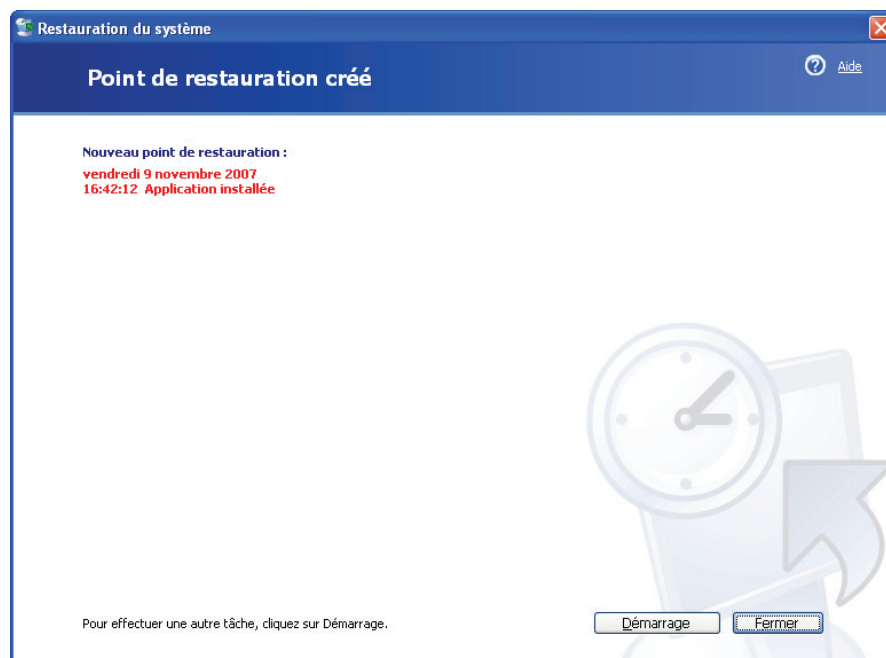 Restauration du système
Point de restauration créé
Aide
Nouveau point de restauration :
vendredi 9 novembre 2007
16:42:12 Application installée
Pour effectuer une autre tâche, cliquez sur Démarrage.
Démarrage
Fermer